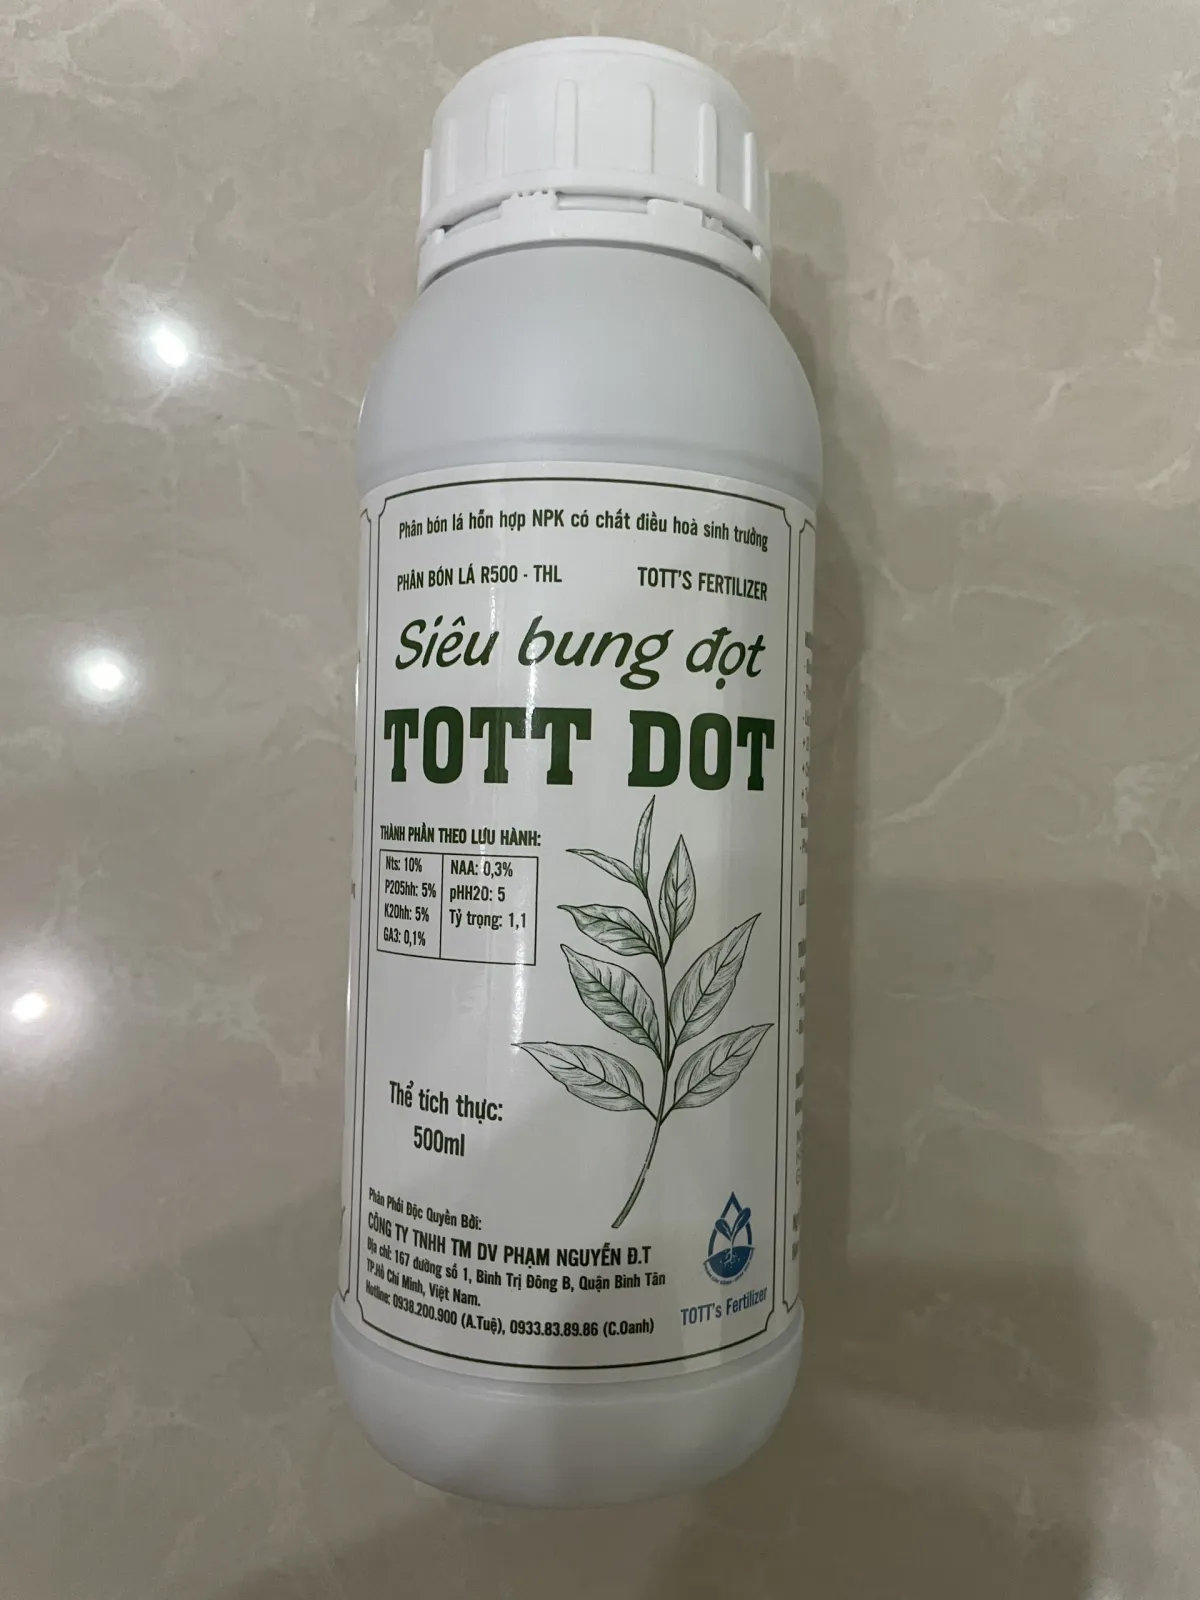 Phân bón lá hỗn hợp NPK có chất điều hoà sinh trưởng
PHÂN BÓN LÁ R500 - THL TOTT'S FERTILIZER
Siêu bung đọt
TOTT DOT
THÀNH PHẦN THEO LƯU HÀNH:
Nts: 10% NAA: 0,3%
P205hh: 5% pHH20: 5
K20hh: 5% Tỷ trọng: 1,1
GA3: 0,1%
Thể tích thực:
500ml
Phân Phối Độc Quyền Bởi:
CÔNG TY TNHH TM DV PHẠM NGUYỄN Đ.T
Địa chỉ: 167 đường số 1, Bình Trị Đông B, Quận Bình Tân
TP.Hồ Chí Minh, Việt Nam.
Hotline: 0938.200.900 (A.Tuệ), 0933.83.89.86 (C.Oanh)
TOTT's Fertilizer